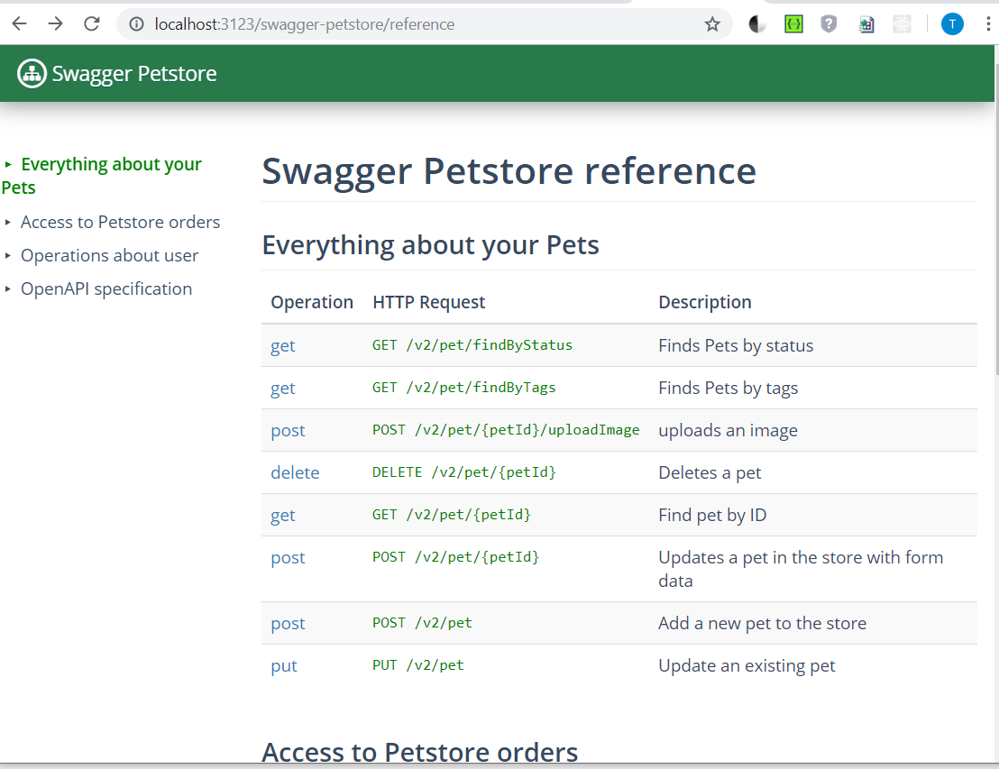 localhost:3123/swagger-petstore/reference
T
Swagger Petstore
Everything about your
Pets
Access to Petstore orders
Operations about user
OpenAPI specification
Swagger Petstore reference
Everything about your Pets
Operation HTTP Request Description
get GET /v2/pet/findByStatus Finds Pets by status
get GET /v2/pet/findByTags Finds Pets by tags
post POST /v2/pet/{petId}/uploadImage uploads an image
delete DELETE /v2/pet/{petId} Deletes a pet
get GET /v2/pet/{petId} Find pet by ID
post POST /v2/pet/{petId} Updates a pet in the store with form
data
post POST /v2/pet Add a new pet to the store
put PUT /v2/pet Update an existing pet
Access to Petstore orders